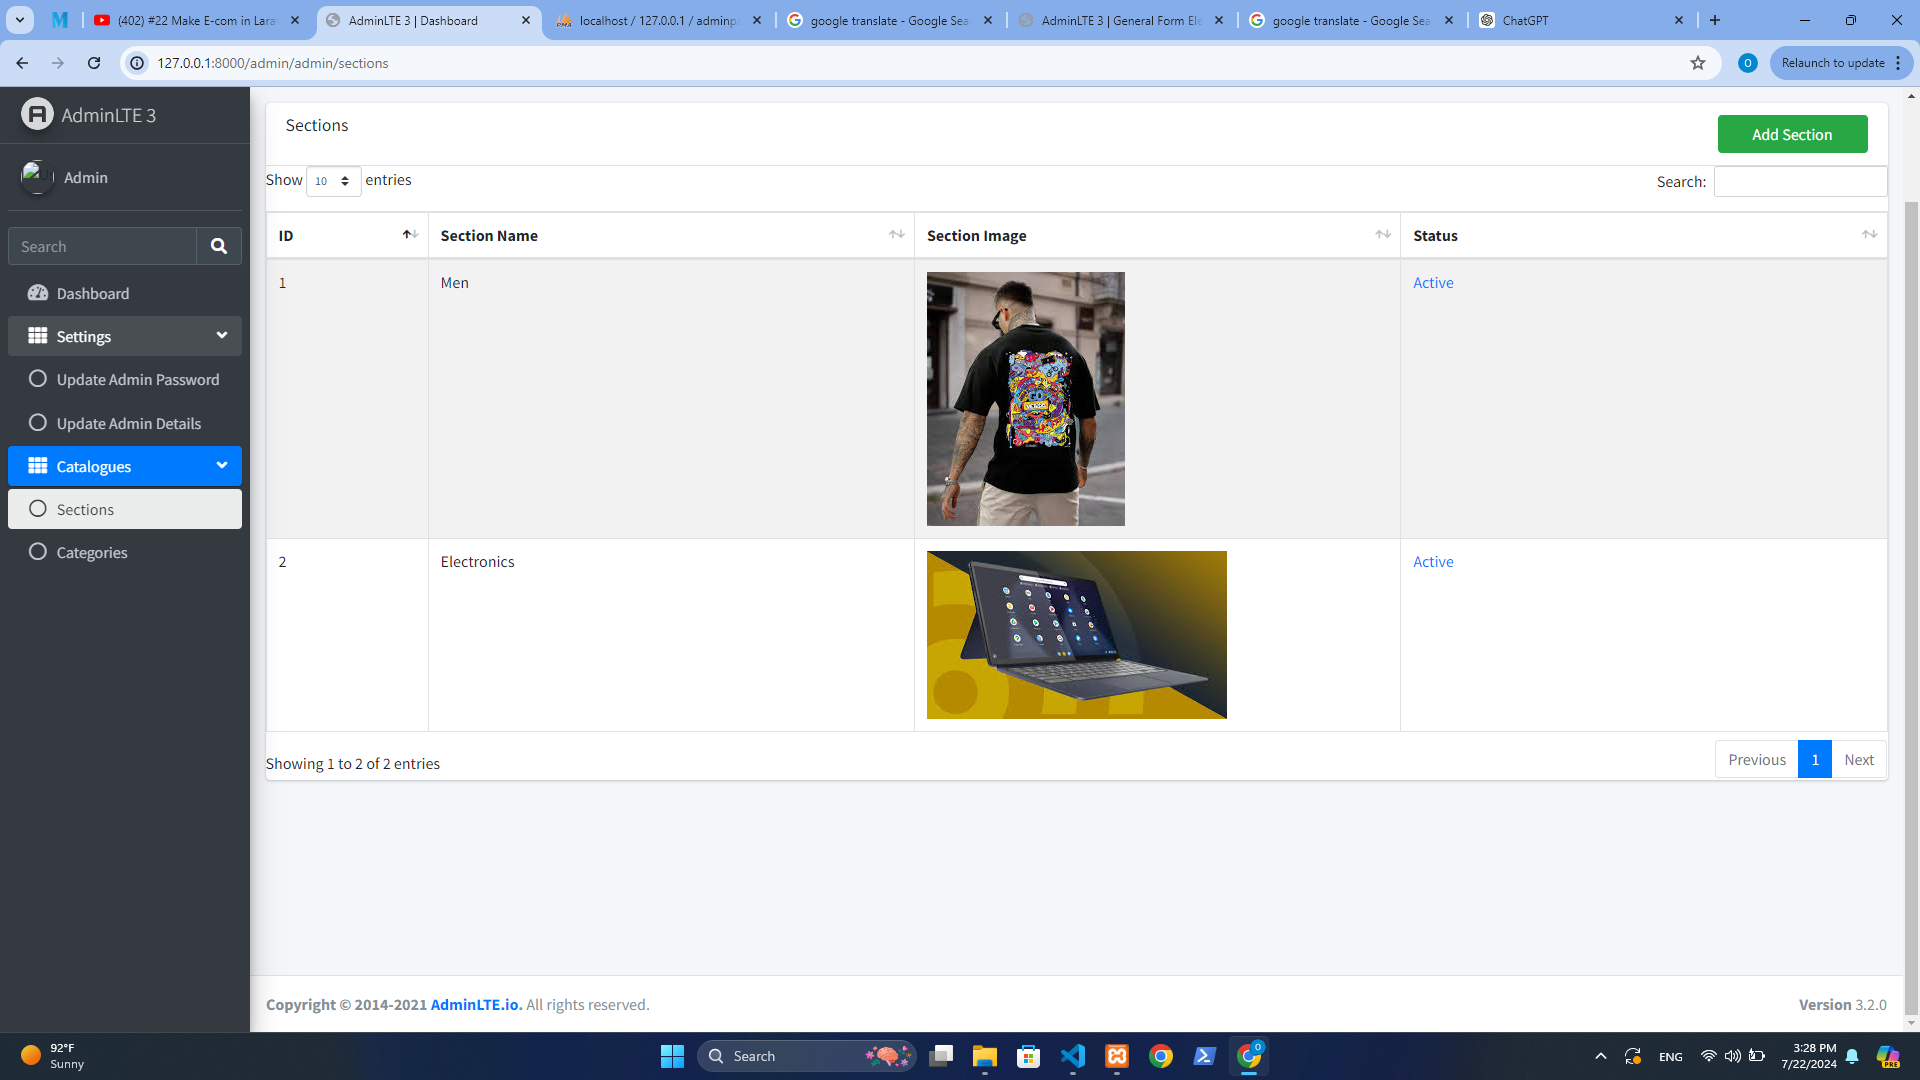 (402) #22 Make E-com in Lara
AdminLTE 3 | Dashboard
localhost / 127.0.0.1 / adminpa
google translate - Google Sea
AdminLTE 3 | General Form Ele
google translate - Google Sea
ChatGPT
127.0.0.1:8000/admin/admin/sections
O
Relaunch to update
AdminLTE 3
Admin
Search
Dashboard
Settings
Update Admin Password
Update Admin Details
Catalogues
Sections
Categories
Sections
Add Section
Show 10 entries
Search:
ID
Section Name
Section Image
Status
1
Men
Active
2
Electronics
Active
Showing 1 to 2 of 2 entries
Previous
1
Next
Copyright © 2014-2021 AdminLTE.io. All rights reserved.
Version 3.2.0
92°F
Sunny
Search
ENG
3:28 PM
7/22/2024
PRE